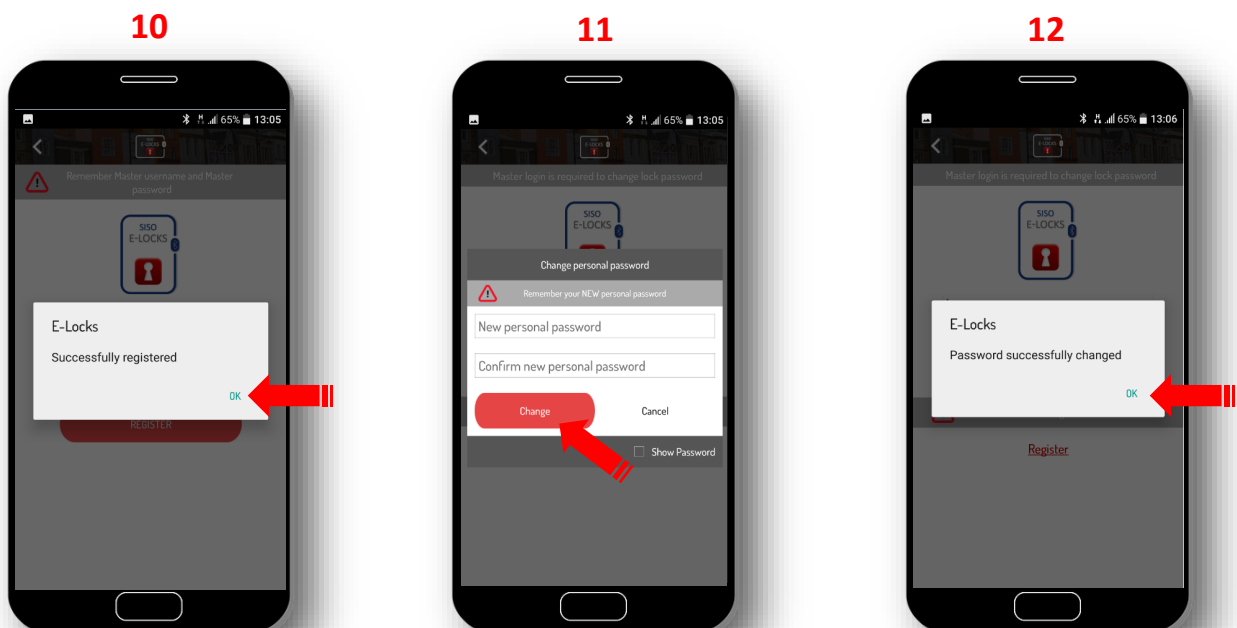 10
11
12
65% 13:05
E-LOCKS
Remember Master username and Master
password
SISO
E-LOCKS
E-Locks
Successfully registered
OK
REGISTER
65% 13:05
E-LOCKS
Master login is required to change lock password
SISO
E-LOCKS
Change personal password
Remember your NEW personal password
New personal password
Confirm new personal password
Change Cancel
Show Password
65% 13:06
E-LOCKS
Master login is required to change lock password
SISO
E-LOCKS
E-Locks
Password successfully changed
OK
Register